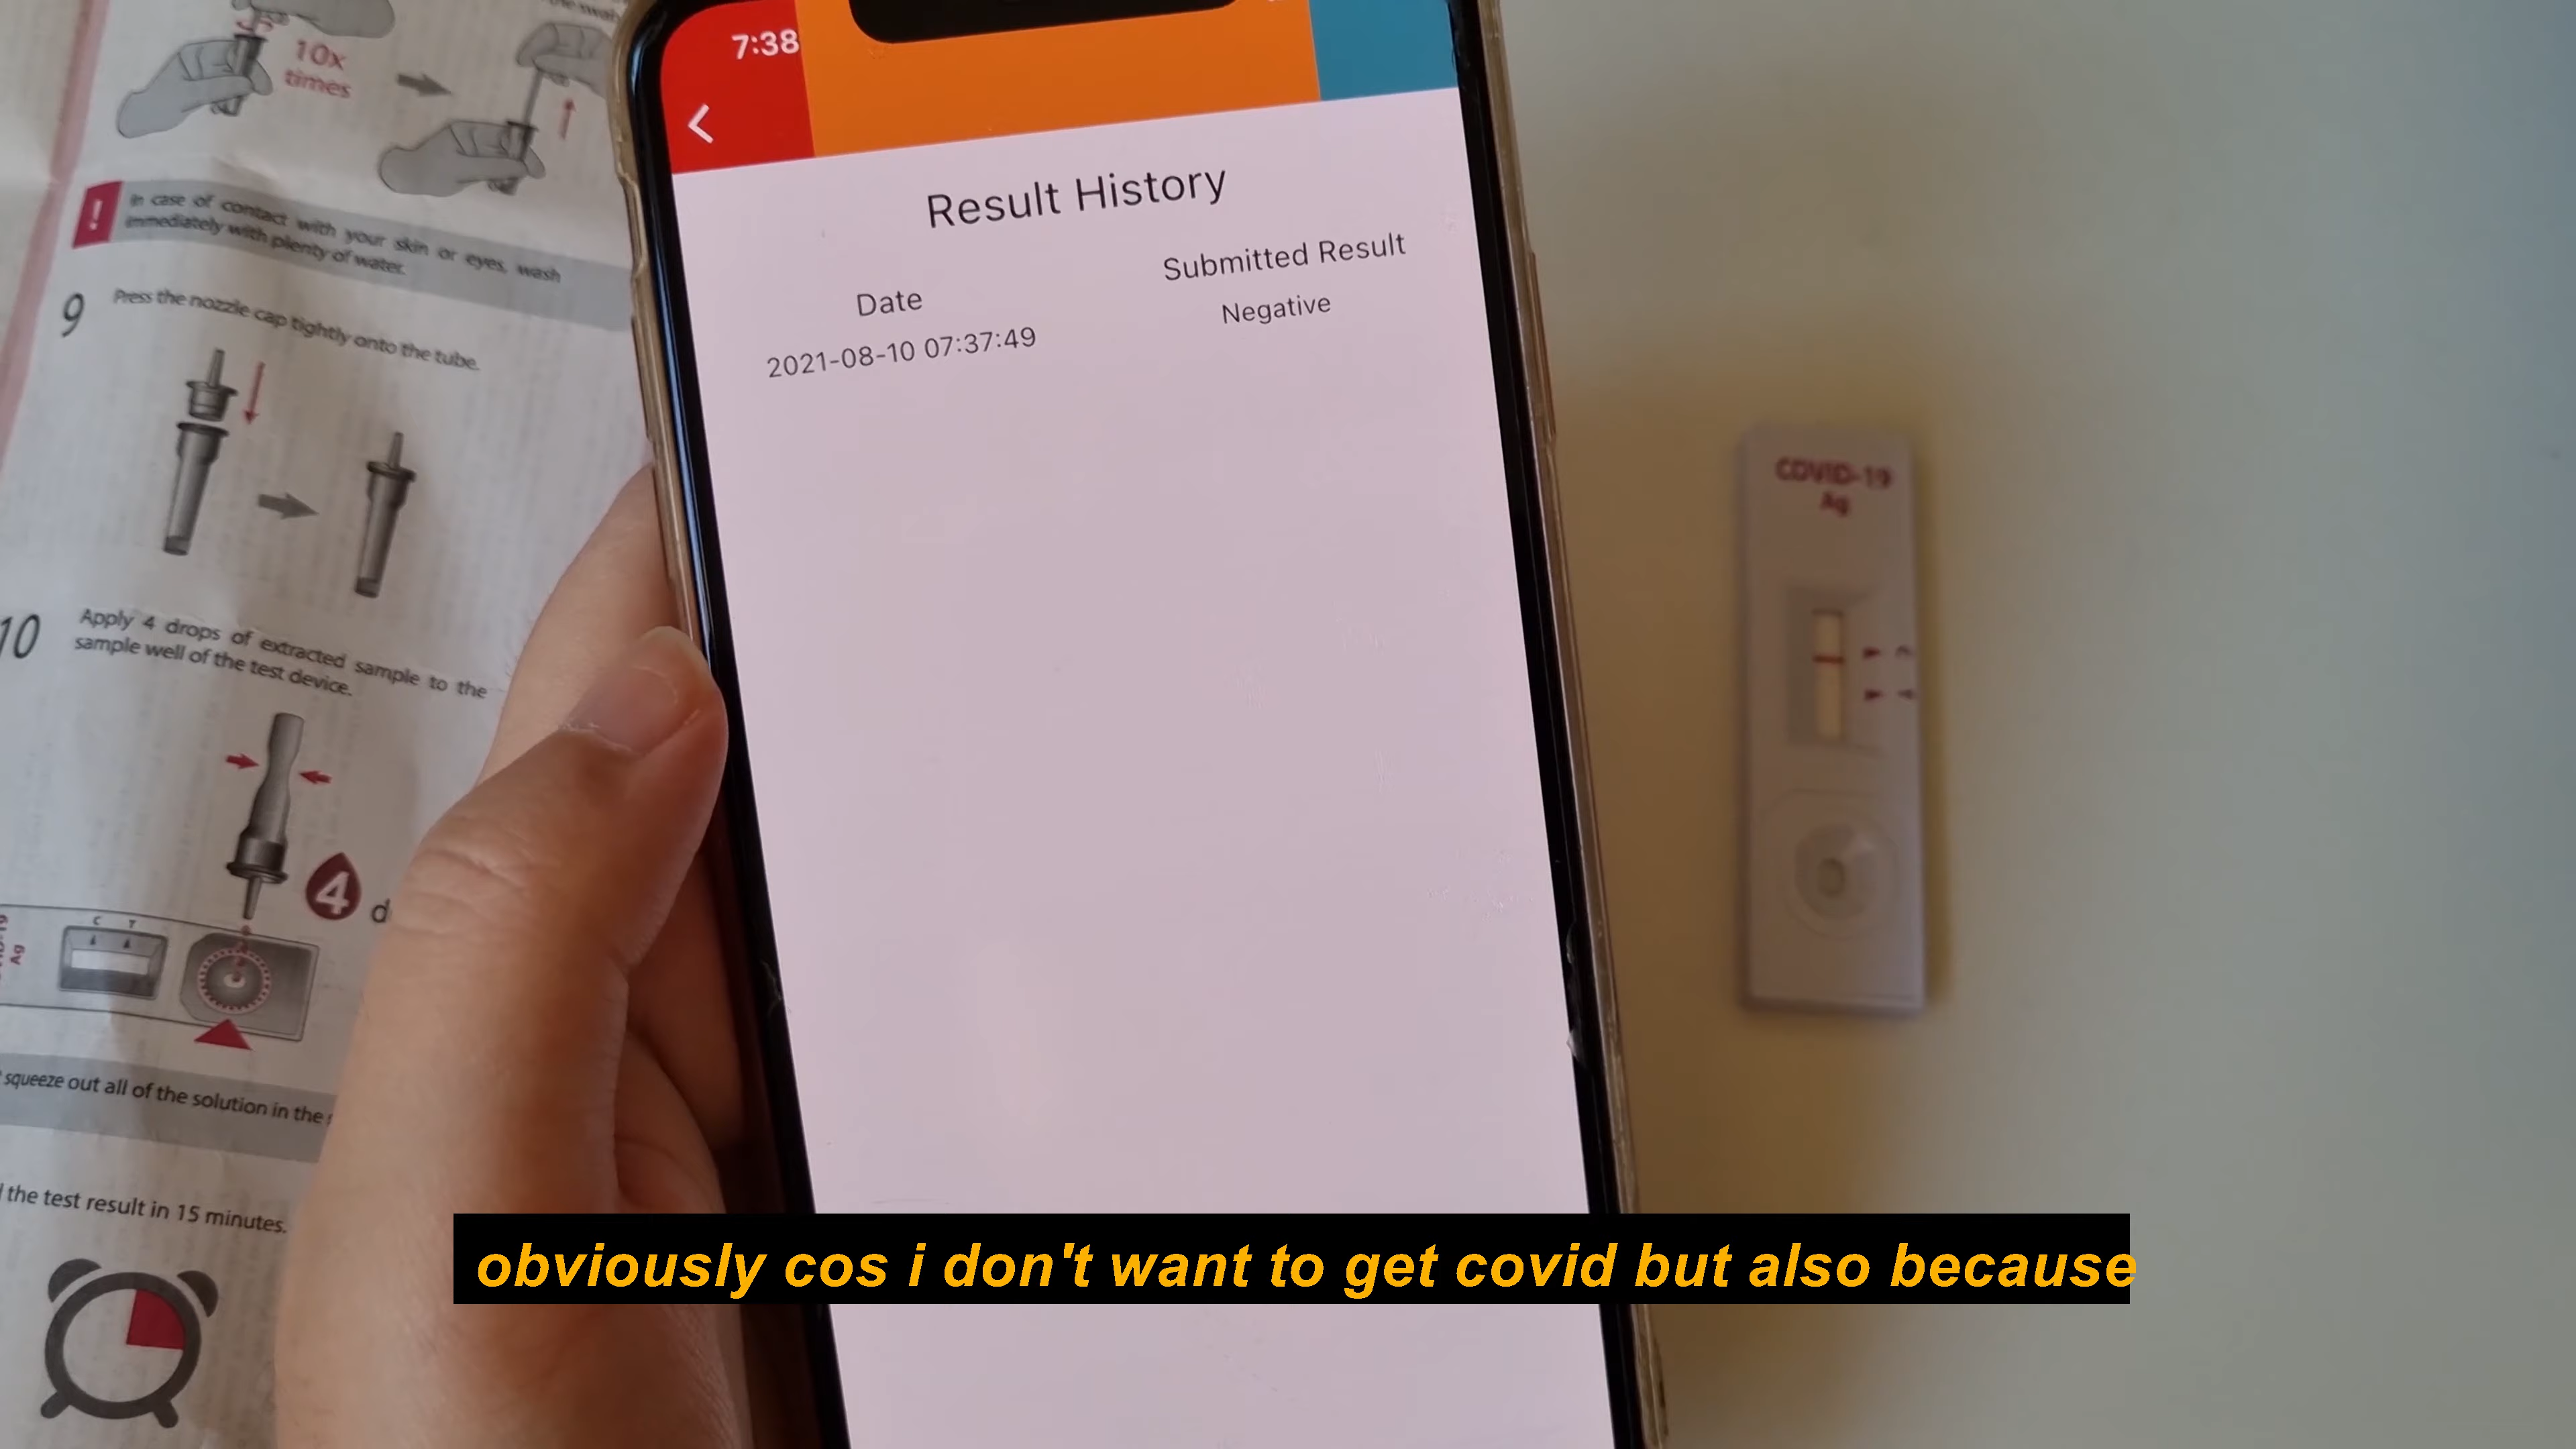 10x
times
In case of contact with your skin or eyes, wash
immediately with plenty of water.
9
Press the nozzle cap tightly onto the tube.
10
Apply 4 drops of extracted sample to the
sample well of the test device.
4
C T
Ag
squeeze out all of the solution in the
the test result in 15 minutes.
7:38
Result History
Date
Submitted Result
2021-08-10 07:37:49
Negative
COVID-19
Ag
obviously cos i don't want to get covid but also because